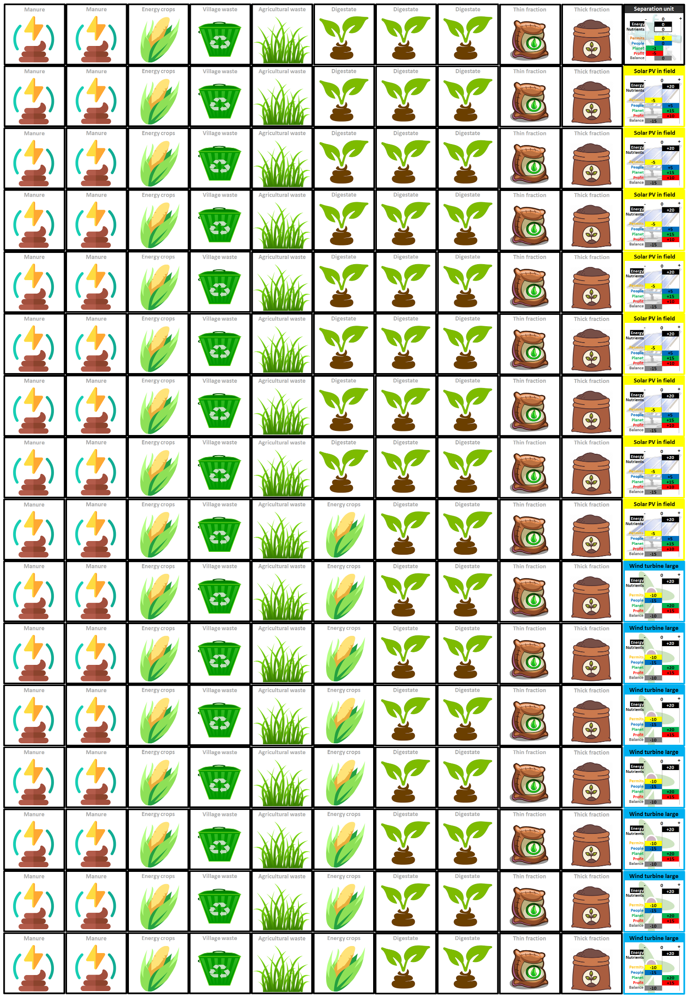 Manure Manure Energy crops Village waste Agricultural waste Digestate Digestate Digestate Thin fraction Thick fraction Separation unit
- 0 +
Energy 0
Nutrients 0
Permits 0
People 0
Planet -1
Profit -5
Balance 0
Manure Manure Energy crops Village waste Agricultural waste Digestate Digestate Digestate Thin fraction Thick fraction Solar PV in field
- 0 +
Energy +20
Nutrients
Permits -5
People +5
Planet +15
Profit +10
Balance -15
Manure Manure Energy crops Village waste Agricultural waste Digestate Digestate Digestate Thin fraction Thick fraction Solar PV in field
- 0 +
Energy +20
Nutrients
Permits -5
People +5
Planet +15
Profit +10
Balance -15
Manure Manure Energy crops Village waste Agricultural waste Digestate Digestate Digestate Thin fraction Thick fraction Solar PV in field
- 0 +
Energy +20
Nutrients
Permits -5
People +5
Planet +15
Profit +10
Balance -15
Manure Manure Energy crops Village waste Agricultural waste Digestate Digestate Digestate Thin fraction Thick fraction Solar PV in field
- 0 +
Energy +20
Nutrients
Permits -5
People +5
Planet +15
Profit +10
Balance -15
Manure Manure Energy crops Village waste Agricultural waste Digestate Digestate Digestate Thin fraction Thick fraction Solar PV in field
- 0 +
Energy +20
Nutrients
Permits -5
People +5
Planet +15
Profit +10
Balance -15
Manure Manure Energy crops Village waste Agricultural waste Digestate Digestate Digestate Thin fraction Thick fraction Solar PV in field
- 0 +
Energy +20
Nutrients
Permits -5
People +5
Planet +15
Profit +10
Balance -15
Manure Manure Energy crops Village waste Agricultural waste Digestate Digestate Digestate Thin fraction Thick fraction Solar PV in field
- 0 +
Energy +20
Nutrients
Permits -5
People +5
Planet +15
Profit +10
Balance -15
Manure Manure Energy crops Village waste Agricultural waste Energy crops Digestate Digestate Thin fraction Thick fraction Solar PV in field
- 0 +
Energy +20
Nutrients
Permits -5
People +5
Planet +15
Profit +10
Balance -15
Manure Manure Energy crops Village waste Agricultural waste Energy crops Digestate Digestate Thin fraction Thick fraction Wind turbine large
- 0 +
Energy +20
Nutrients
Permits -10
People -15
Planet +20
Profit +15
Balance -10
Manure Manure Energy crops Village waste Agricultural waste Energy crops Digestate Digestate Thin fraction Thick fraction Wind turbine large
- 0 +
Energy +20
Nutrients
Permits -10
People -15
Planet +20
Profit +15
Balance -10
Manure Manure Energy crops Village waste Agricultural waste Energy crops Digestate Digestate Thin fraction Thick fraction Wind turbine large
- 0 +
Energy +20
Nutrients
Permits -10
People -15
Planet +20
Profit +15
Balance -10
Manure Manure Energy crops Village waste Agricultural waste Energy crops Digestate Digestate Thin fraction Thick fraction Wind turbine large
- 0 +
Energy +20
Nutrients
Permits -10
People -15
Planet +20
Profit +15
Balance -10
Manure Manure Energy crops Village waste Agricultural waste Energy crops Digestate Digestate Thin fraction Thick fraction Wind turbine large
- 0 +
Energy +20
Nutrients
Permits -10
People -15
Planet +20
Profit +15
Balance -10
Manure Manure Energy crops Village waste Agricultural waste Energy crops Digestate Digestate Thin fraction Thick fraction Wind turbine large
- 0 +
Energy +20
Nutrients
Permits -10
People -15
Planet +20
Profit +15
Balance -10
Manure Manure Energy crops Village waste Agricultural waste Energy crops Digestate Digestate Thin fraction Thick fraction Wind turbine large
- 0 +
Energy +20
Nutrients
Permits -10
People -15
Planet +20
Profit +15
Balance -10